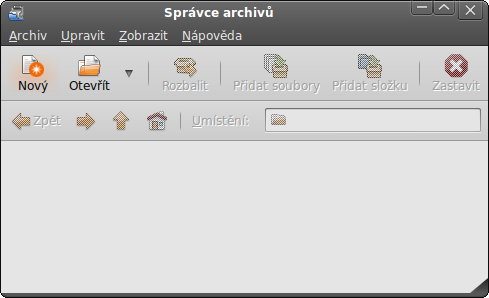 Správce archivů
Archiv Upravit Zobrazit Nápověda
Nový Otevřít Rozbalit Přidat soubory Přidat složku Zastavit
Zpět Umístění: